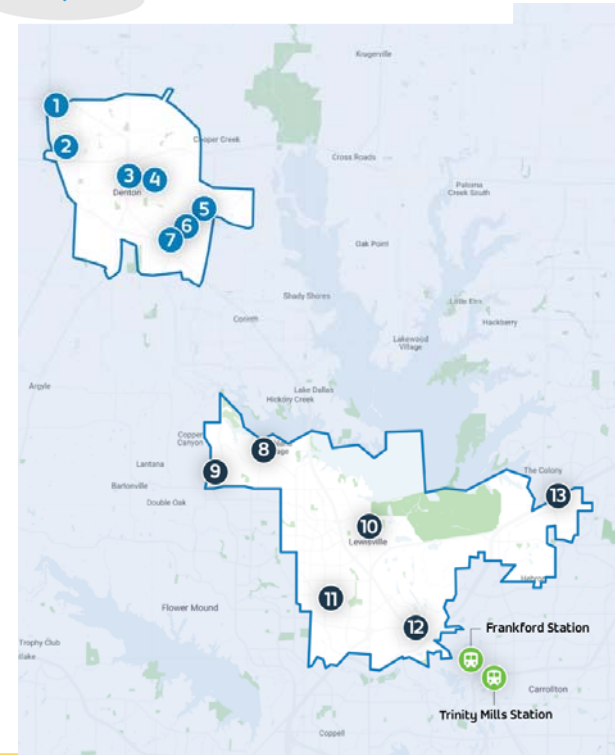 Krugerville
1
2
Cooper Creek
Cross Roads
3
4
Denton
Paloma
Creek South
5
6
7
Oak Point
Shady Shores
Little Elm
Corinth
Hackberry
Lakewood
Village
Argyle
Lake Dallas
Hickory Creek
Copper
Canyon
8
Lantana
9
The Colony
Bartonville
13
Double Oak
10
Lewisville
Hebron
11
Flower Mound
12
Frankford Station
Trophy Club
Carrollton
Trinity Mills Station
Coppell